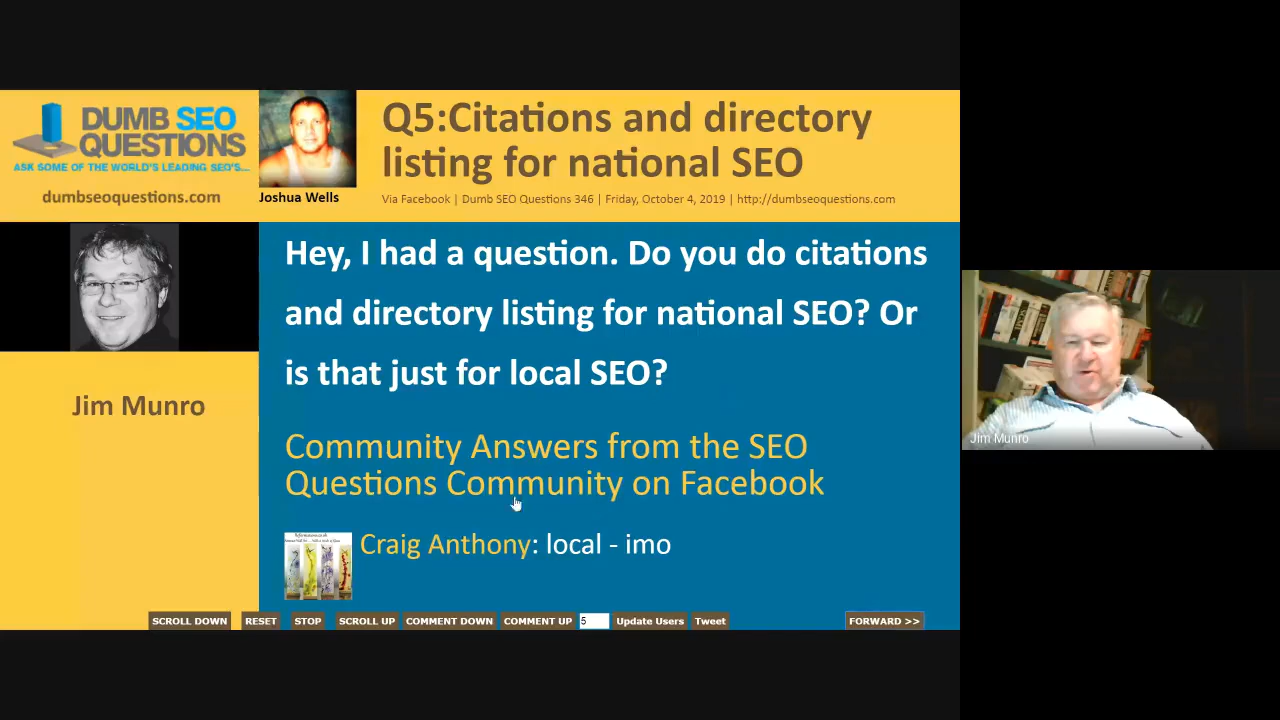 DUMB SEO
QUESTIONS
ASK SOME OF THE WORLD'S LEADING SEO'S...
dumbseoquestions.com
Joshua Wells
Q5:Citations and directory
listing for national SEO
Via Facebook | Dumb SEO Questions 346 | Friday, October 4, 2019 | http://dumbseoquestions.com
Jim Munro
Hey, I had a question. Do you do citations
and directory listing for national SEO? Or
is that just for local SEO?
Community Answers from the SEO
Questions Community on Facebook
Craig Anthony: local - imo
SCROLL DOWN RESET STOP SCROLL UP COMMENT DOWN COMMENT UP 5 Update Users Tweet FORWARD >>
Jim Munro